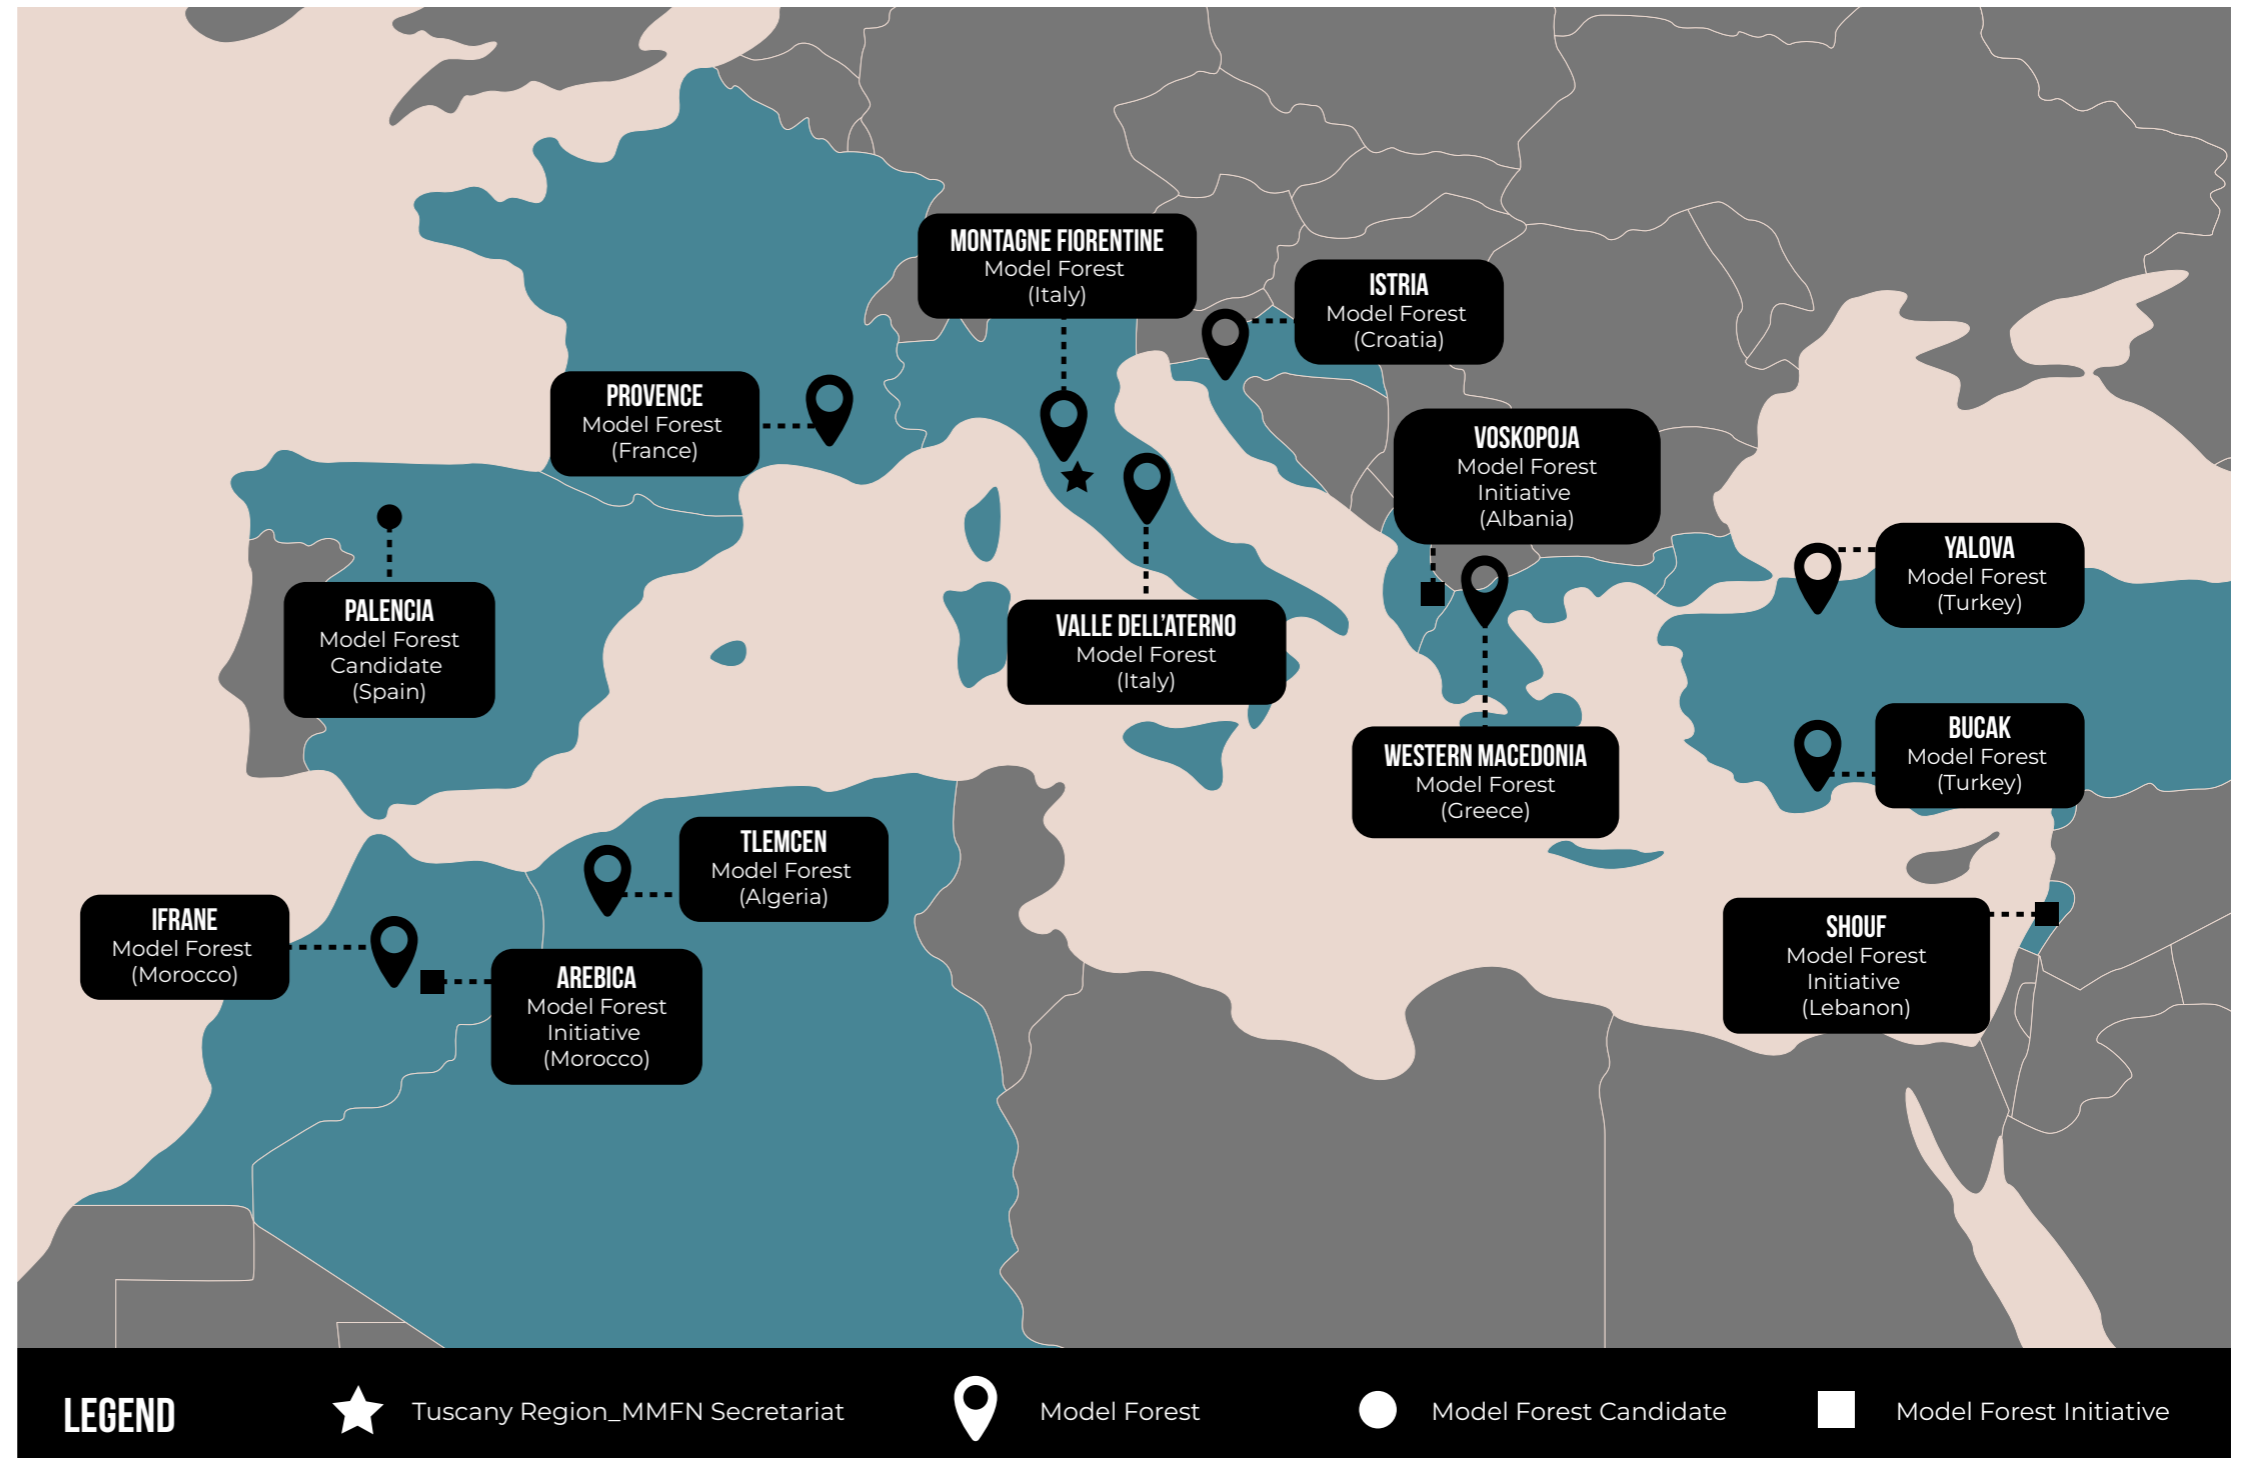 MONTAGNE FIORENTINE
Model Forest
(Italy)
ISTRIA
Model Forest
(Croatia)
PROVENCE
Model Forest
(France)
VOSKOPOJA
Model Forest
Initiative
(Albania)
YALOVA
Model Forest
(Turkey)
PALENCIA
Model Forest
Candidate
(Spain)
VALLE DELL'ATERNO
Model Forest
(Italy)
WESTERN MACEDONIA
Model Forest
(Greece)
BUCAK
Model Forest
(Turkey)
TLEMCEN
Model Forest
(Algeria)
IFRANE
Model Forest
(Morocco)
AREBICA
Model Forest
Initiative
(Morocco)
SHOUF
Model Forest
Initiative
(Lebanon)
LEGEND
Tuscany Region_MMFN Secretariat
Model Forest
Model Forest Candidate
Model Forest Initiative